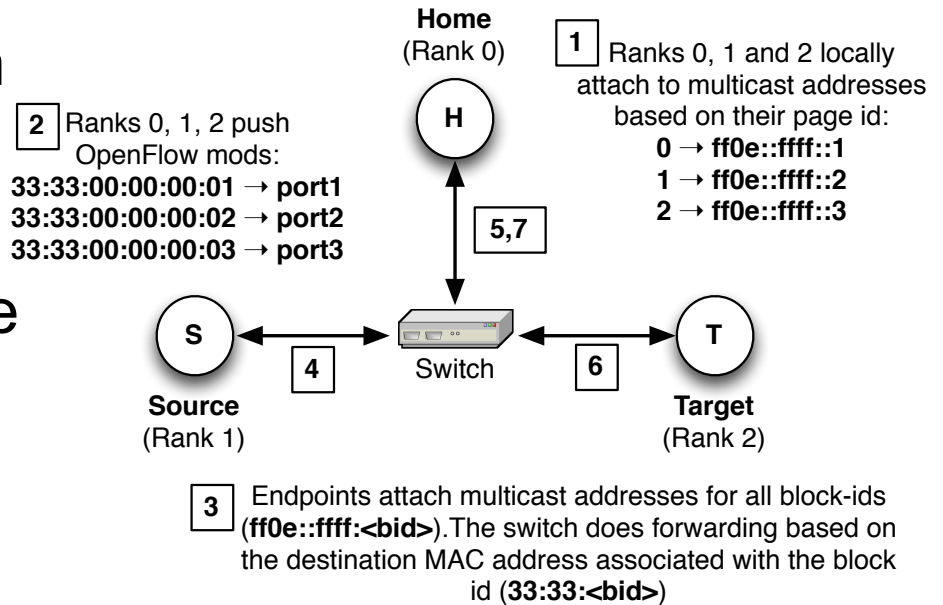 Home
(Rank 0)
H
1
Ranks 0, 1 and 2 locally
attach to multicast addresses
based on their page id:
0 → ff0e::ffff::1
1 → ff0e::ffff::2
2 → ff0e::ffff::3
2
Ranks 0, 1, 2 push
OpenFlow mods:
33:33:00:00:00:01 → port1
33:33:00:00:00:02 → port2
33:33:00:00:00:03 → port3
5,7
e
S
4
Switch
6
T
Source
(Rank 1)
Target
(Rank 2)
3
Endpoints attach multicast addresses for all block-ids
(ff0e::ffff:<bid>).The switch does forwarding based on
the destination MAC address associated with the block
id (33:33:<bid>)